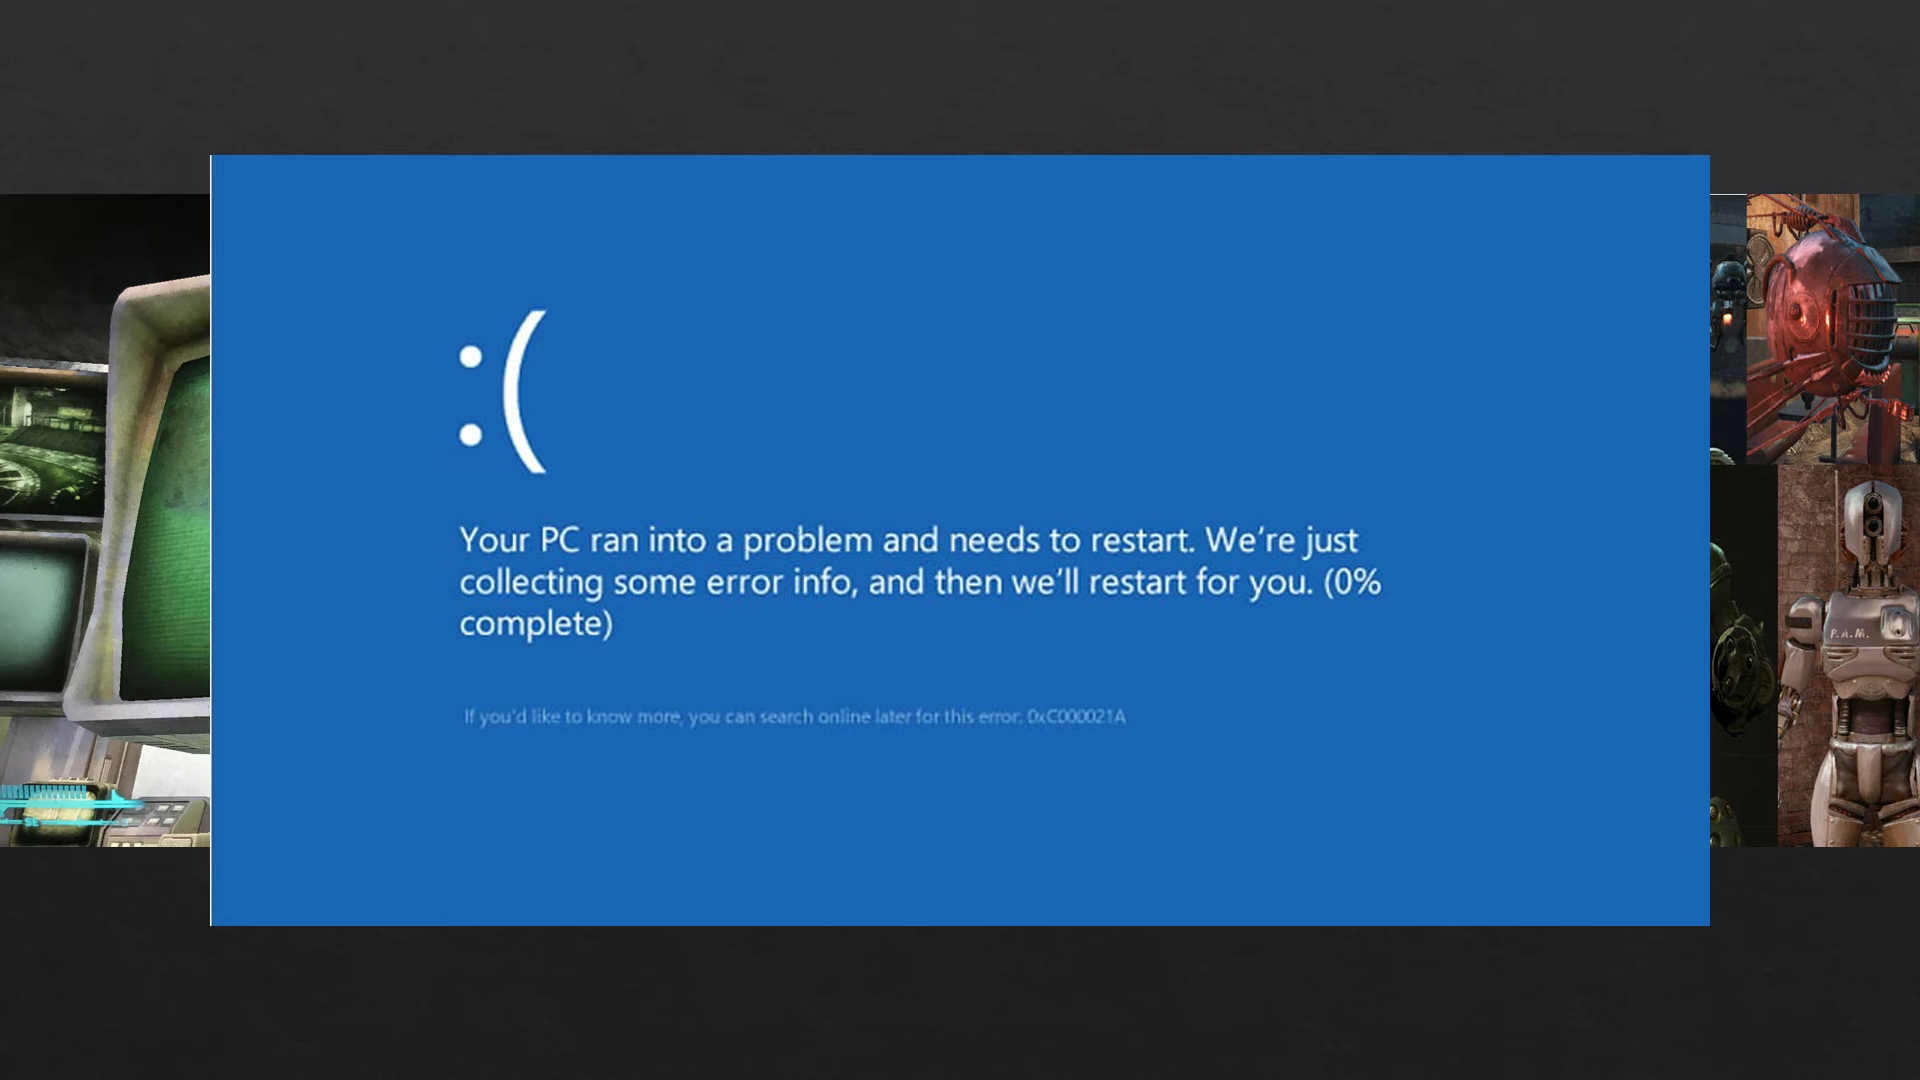 :(
Your PC ran into a problem and needs to restart. We’re just
collecting some error info, and then we’ll restart for you. (0%
complete)
If you'd like to know more, you can search online later for this error: 0xC000021A
P.A.M.
SE